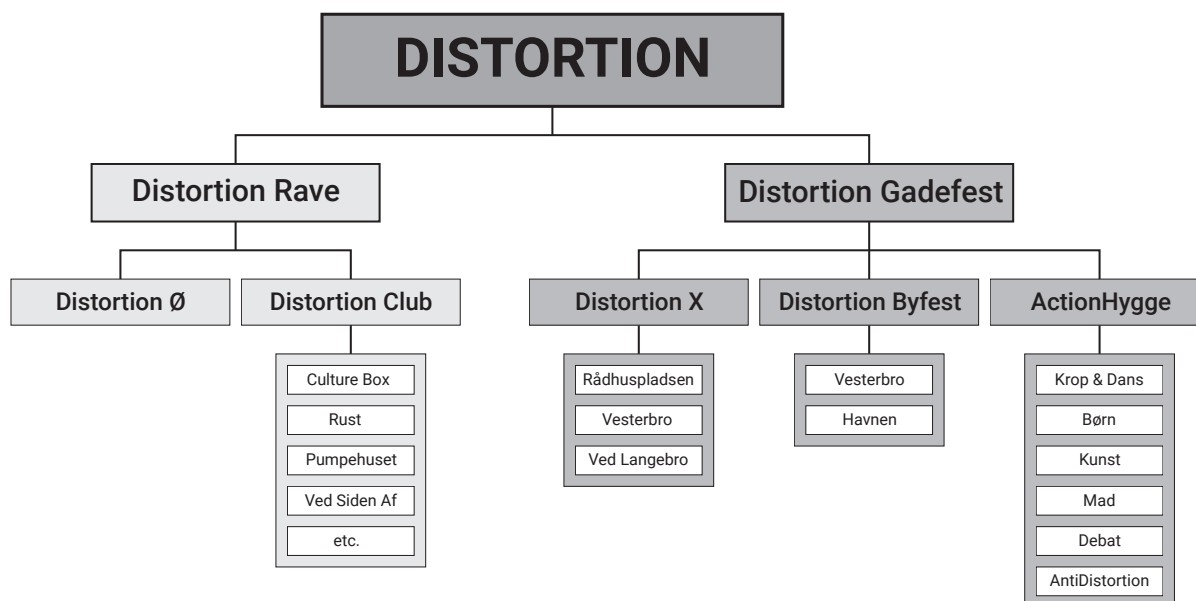 DISTORTION
Distortion Rave
Distortion Gadefest
Distortion Ø
Distortion Club
Distortion X
Distortion Byfest
ActionHygge
Culture Box
Rust
Pumpehuset
Ved Siden Af
etc.
Rådhuspladsen
Vesterbro
Ved Langebro
Vesterbro
Havnen
Krop & Dans
Børn
Kunst
Mad
Debat
AntiDistortion